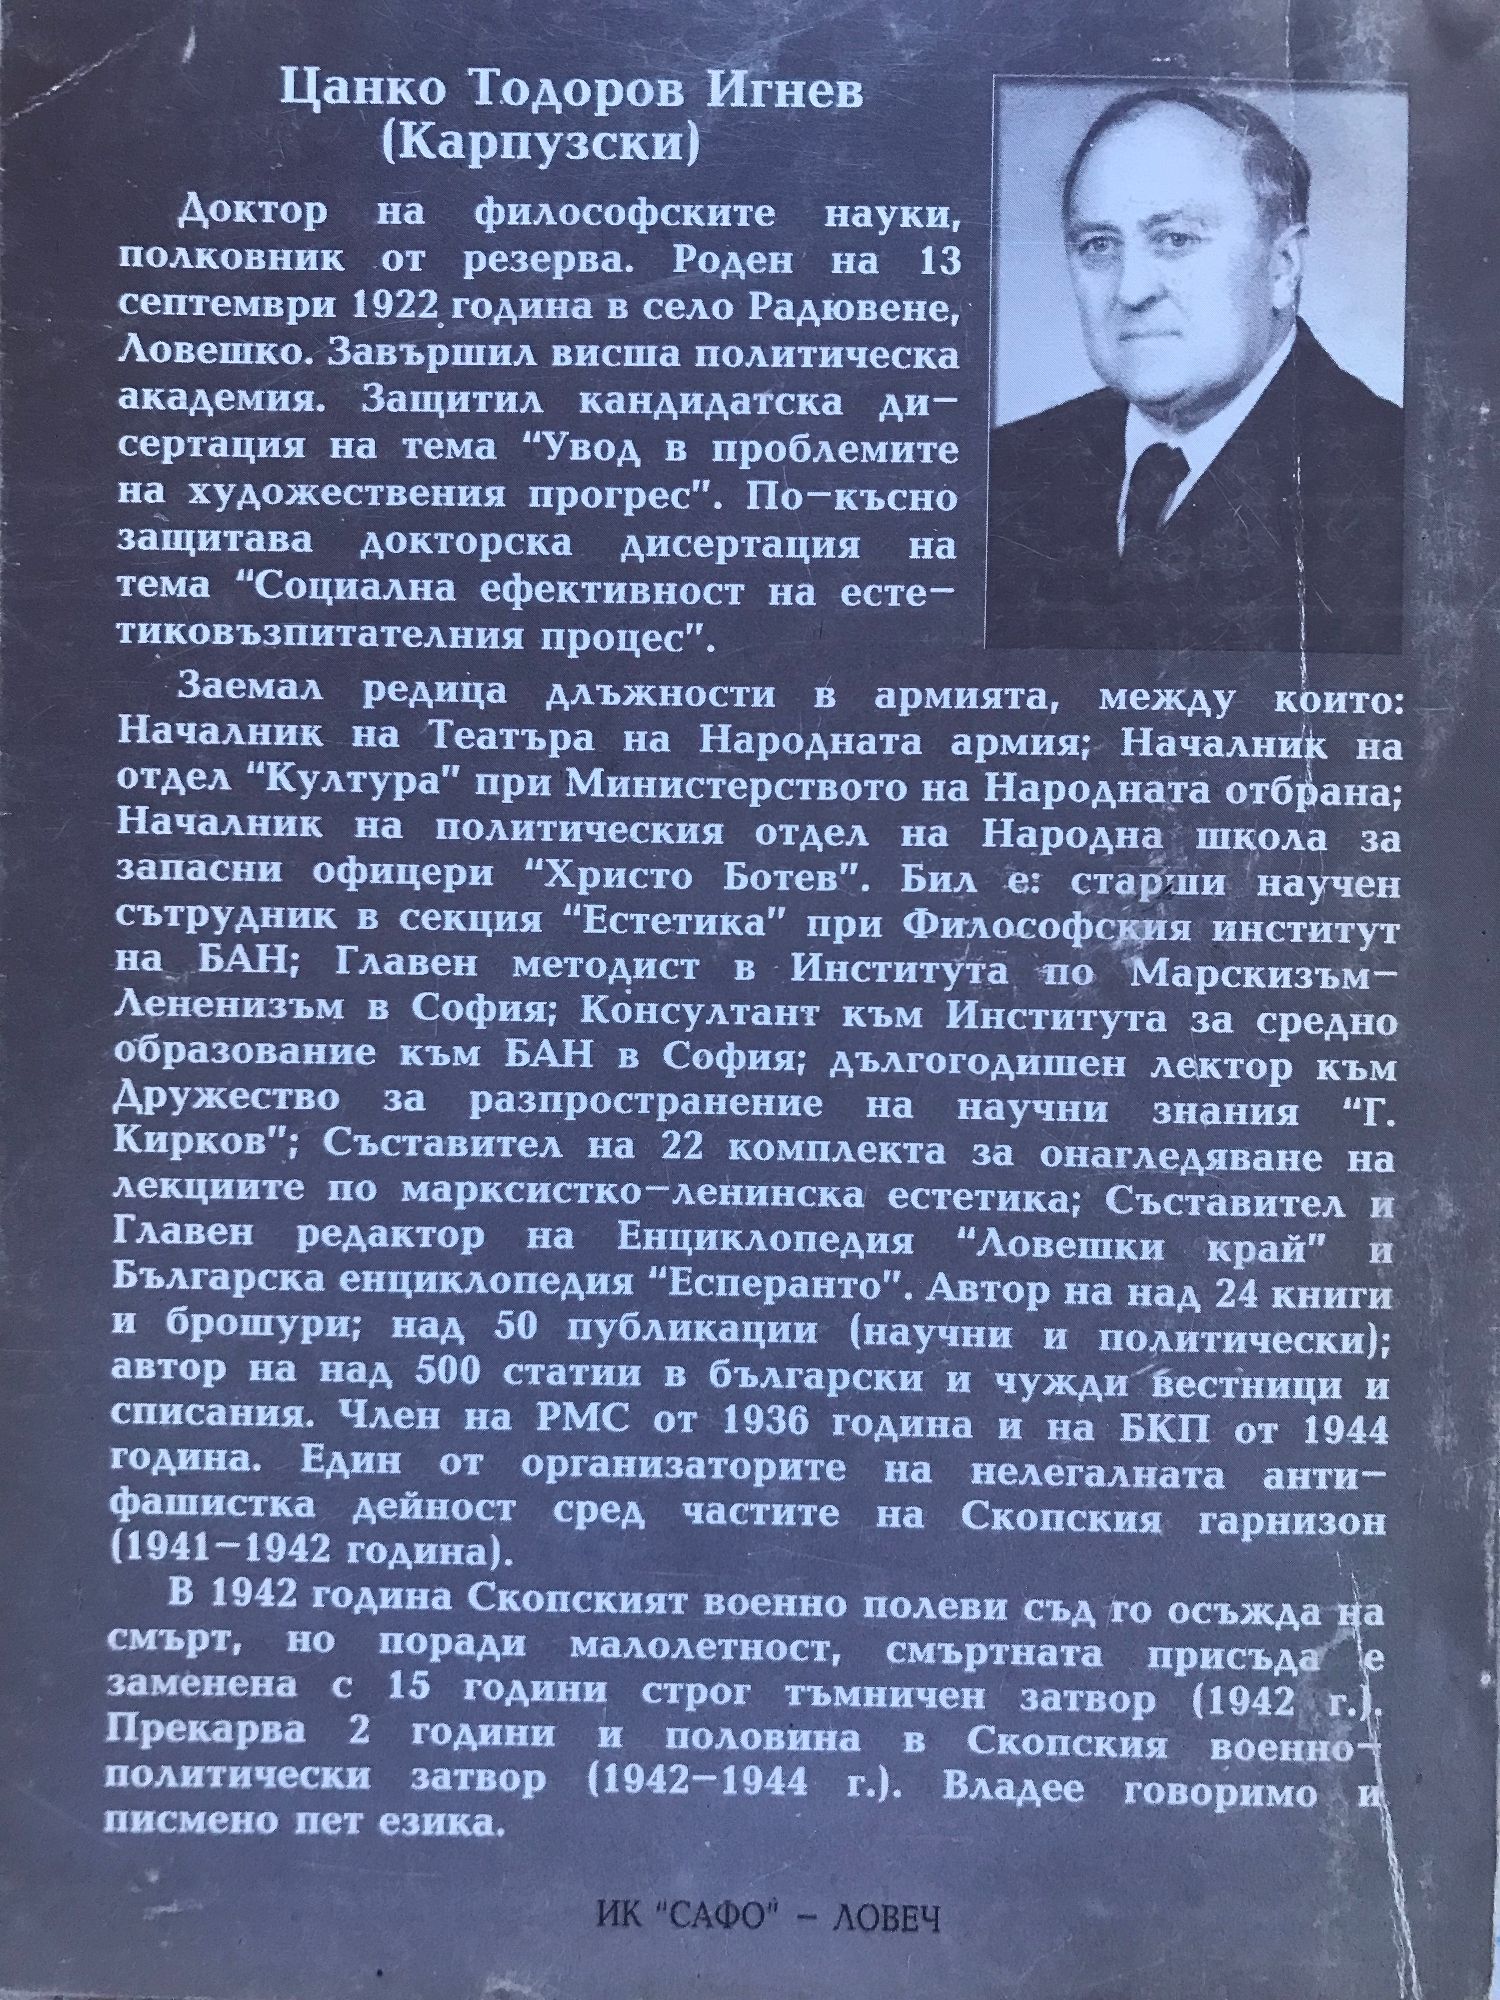 Цанко Тодоров Игнев
(Карпузски)
Доктор на философските науки,
полковник от резерва. Роден на 13
септември 1922 година в село Радювене,
Ловешко. Завършил висша политическа
академия. Защитил кандидатска ди-
сертация на тема "Увод в проблемите
на художествения прогрес". По-късно
защитава докторска дисертация на
тема "Социална ефективност на есте-
тиковъзпитателния процес".
Заемал редица длъжности в армията, между които:
Началник на Театъра на Народната армия; Началник на
отдел "Култура" при Министерството на Народната отбрана;
Началник на политическия отдел на Народна школа за
запасни офицери "Христо Ботев". Бил е: старши научен
сътрудник в секция "Естетика" при Философския институт
на БАН; Главен методист в Института по Марскизъм-
Лененизъм в София; Консултант към Института за средно
образование към БАН в София; дългогодишен лектор към
Дружество за разпространение на научни знания "Г.
Кирков"; Съставител на 22 комплекта за онагледяване на
лекциите по марксистко-ленинска естетика; Съставител и
Главен редактор на Енциклопедия "Ловешки край" и
Българска енциклопедия "Есперанто". Автор на над 24 книги
и брошури; над 50 публикации (научни и политически);
автор на над 500 статии в български и чужди вестници и
списания. Член на РМС от 1936 година и на БКП от 1944
година. Един от организаторите на нелегалната анти-
фашистка дейност сред частите на Скопския гарнизон
(1941-1942 година).
В 1942 година Скопският военно полеви съд го осъжда на
смърт, но поради малолетност, смъртната присъда е
заменена с 15 години строг тъмничен затвор (1942 г.).
Прекарва 2 години и половина в Скопския военно-
политически затвор (1942-1944 г.). Владее говоримо и
писмено пет езика.
ИК "САФО" - ЛОВЕЧ